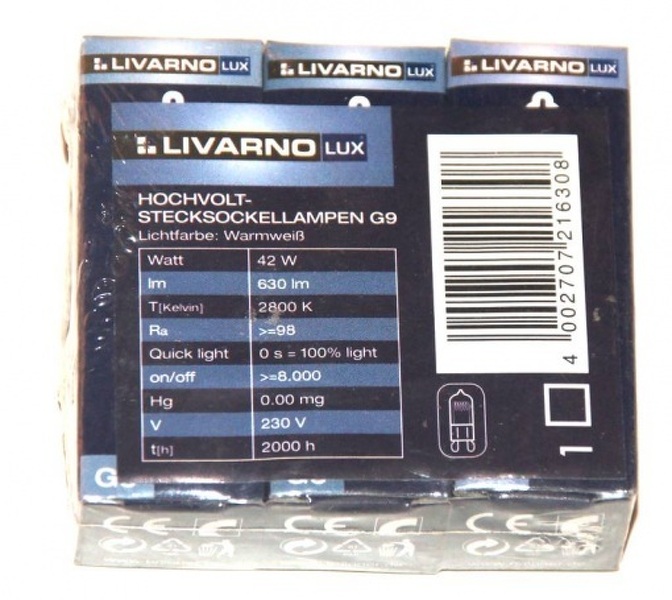 LIVARNO LUX
LIVARNO LUX
LIVARNO LUX
LIVARNO LUX
HOCHVOLT-
STECKSOCKELLAMPEN G9
Lichtfarbe: Warmweiß
Watt 42 W
lm 630 lm
T[Kelvin] 2800 K
Ra >=98
Quick light 0 s = 100% light
on/off >=8.000
Hg 0.00 mg
V 230 V
t[h] 2000 h
4 002707 216308
1
CE
CE